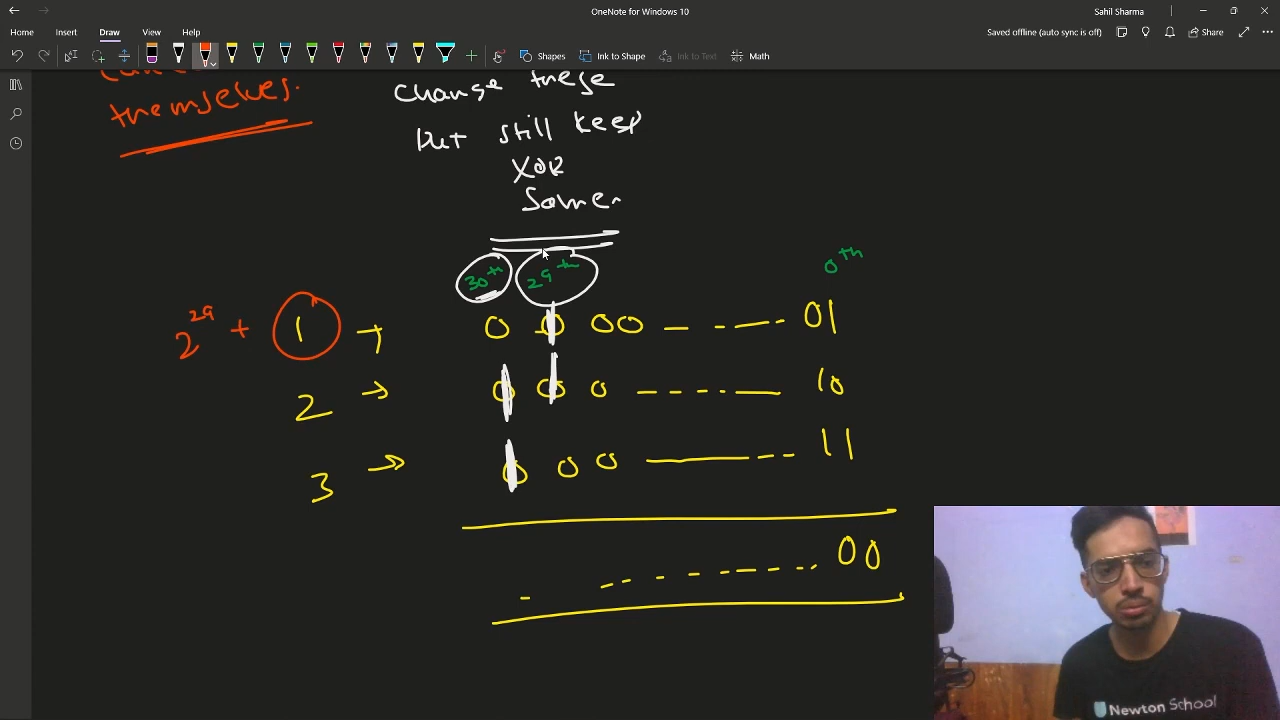 OneNote for Windows 10
Sahil Sharma
Home Insert Draw View Help
Saved offline (auto sync is off)
Share
Shapes Ink to Shape Ink to Text Math
themselves.
change these
but still keep
XOR
Same.
30th 29th 0th
2^29 + 1 → 0 0 00 — - — - 01
2 → 0 0 0 - - - - — 10
3 → 0 0 0 —— - - 11
- - - - - - - - 00
Newton School